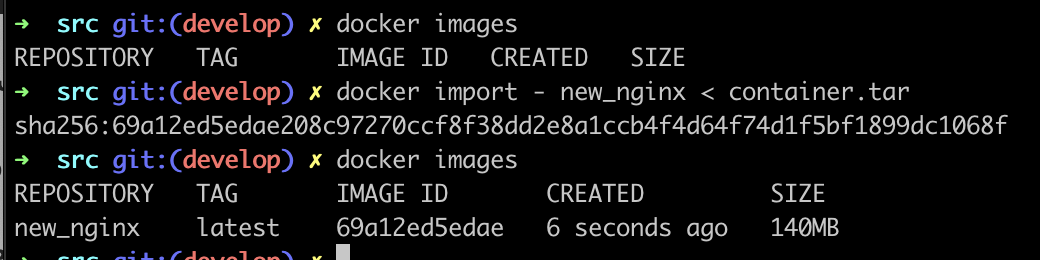 ➜  src git:(develop) ✗ docker images
REPOSITORY   TAG       IMAGE ID   CREATED   SIZE
➜  src git:(develop) ✗ docker import - new_nginx < container.tar
sha256:69a12ed5edae208c97270ccf8f38dd2e8a1ccb4f4d64f74d1f5bf1899dc1068f
➜  src git:(develop) ✗ docker images
REPOSITORY   TAG       IMAGE ID       CREATED         SIZE
new_nginx    latest    69a12ed5edae   6 seconds ago   140MB
➜  src git:(develop) ✗